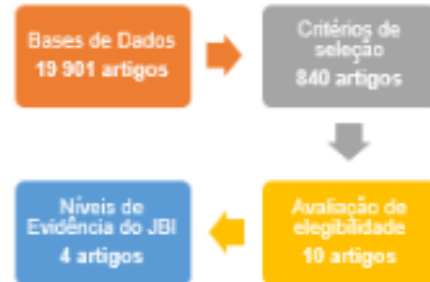 Bases de Dados
19 901 artigos
Critérios de
seleção
840 artigos
Avaliação de
elegibilidade
10 artigos
Níveis de
Evidência do JBI
4 artigos